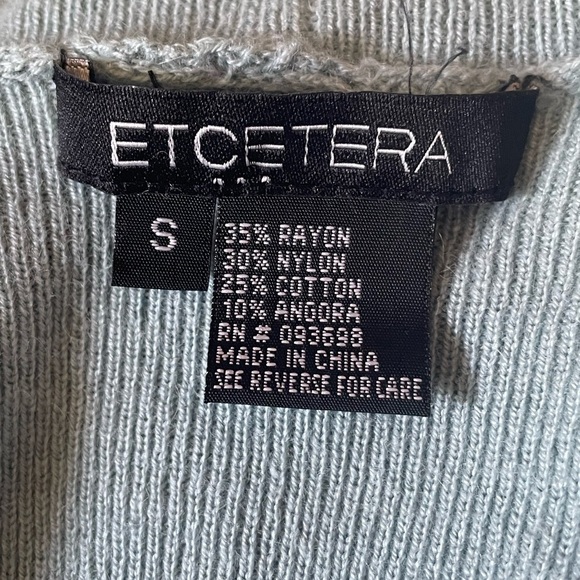 ETCETERA
S
35% RAYON
30% NYLON
25% COTTON
10% ANGORA
RN # 093698
MADE IN CHINA
SEE REVERSE FOR CARE